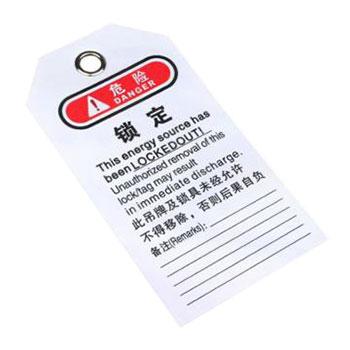 危险
DANGER
锁定
This energy source has
been LOCKEDOUT!
Unauthorized removal of this
lock/tag may result
in immediate discharge.
此吊牌及锁具未经允许
不得移除，否则后果自负
备注(Remarks):